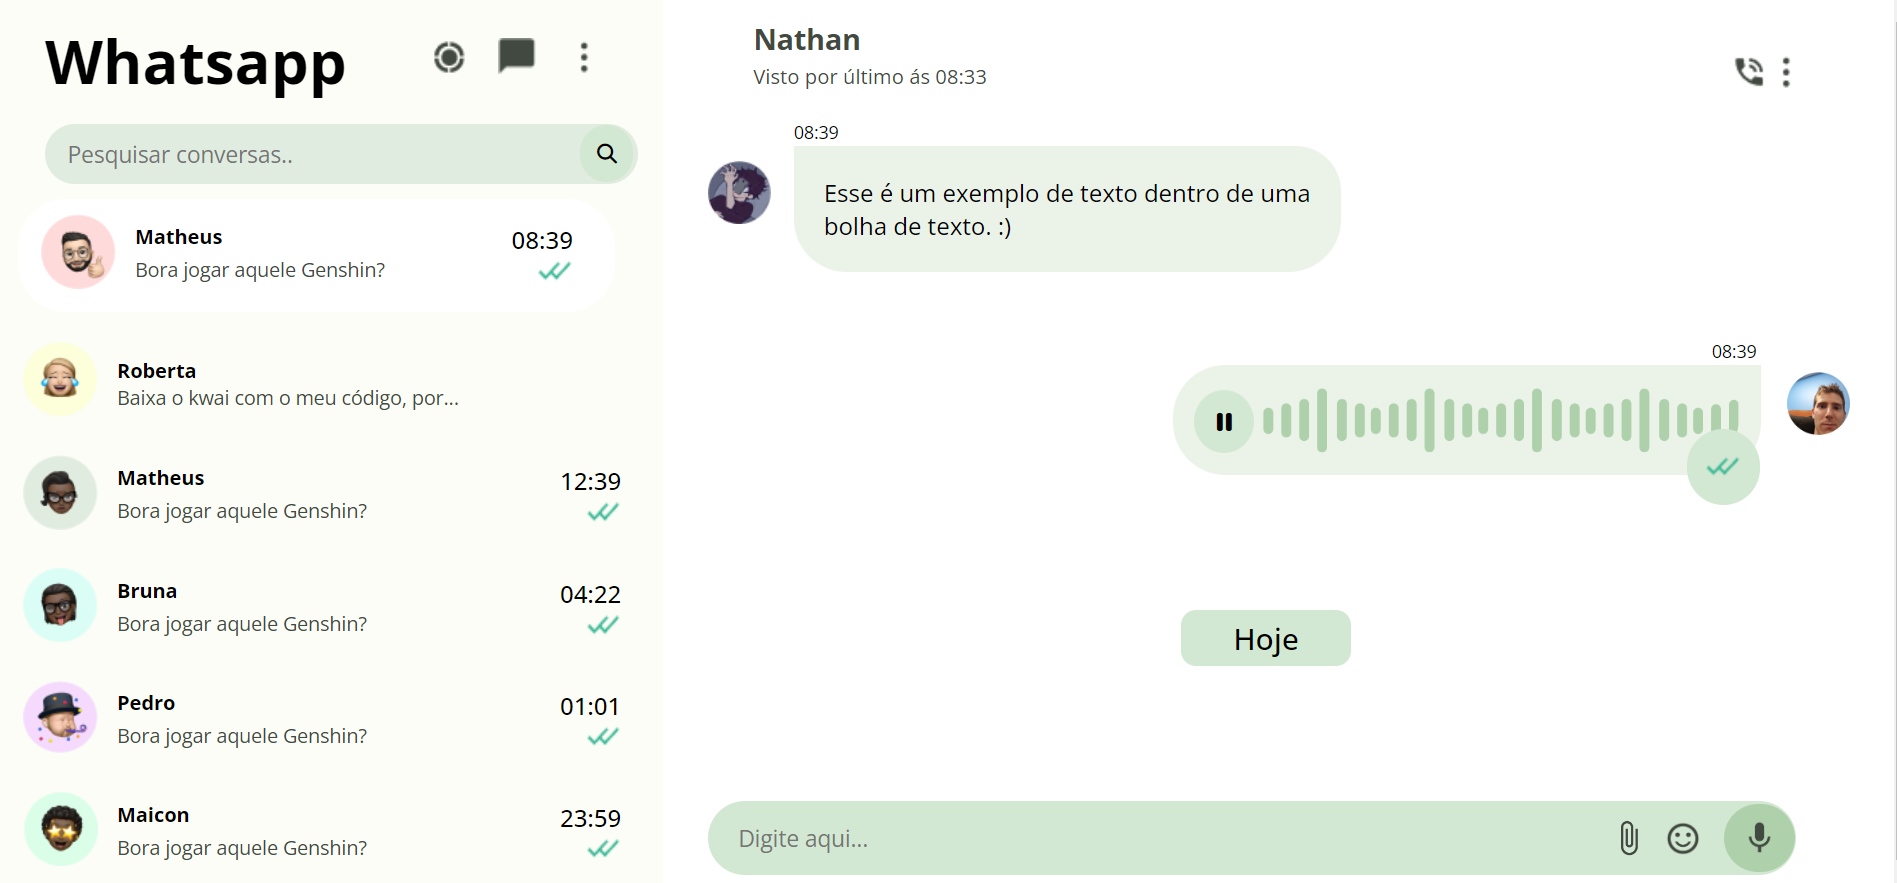 Whatsapp
Pesquisar conversas..
Matheus
08:39
Bora jogar aquele Genshin?
Roberta
Baixa o kwai com o meu código, por...
Matheus
12:39
Bora jogar aquele Genshin?
Bruna
04:22
Bora jogar aquele Genshin?
Pedro
01:01
Bora jogar aquele Genshin?
Maicon
23:59
Bora jogar aquele Genshin?
Nathan
Visto por último ás 08:33
08:39
Esse é um exemplo de texto dentro de uma
bolha de texto. :)
08:39
Hoje
Digite aqui...